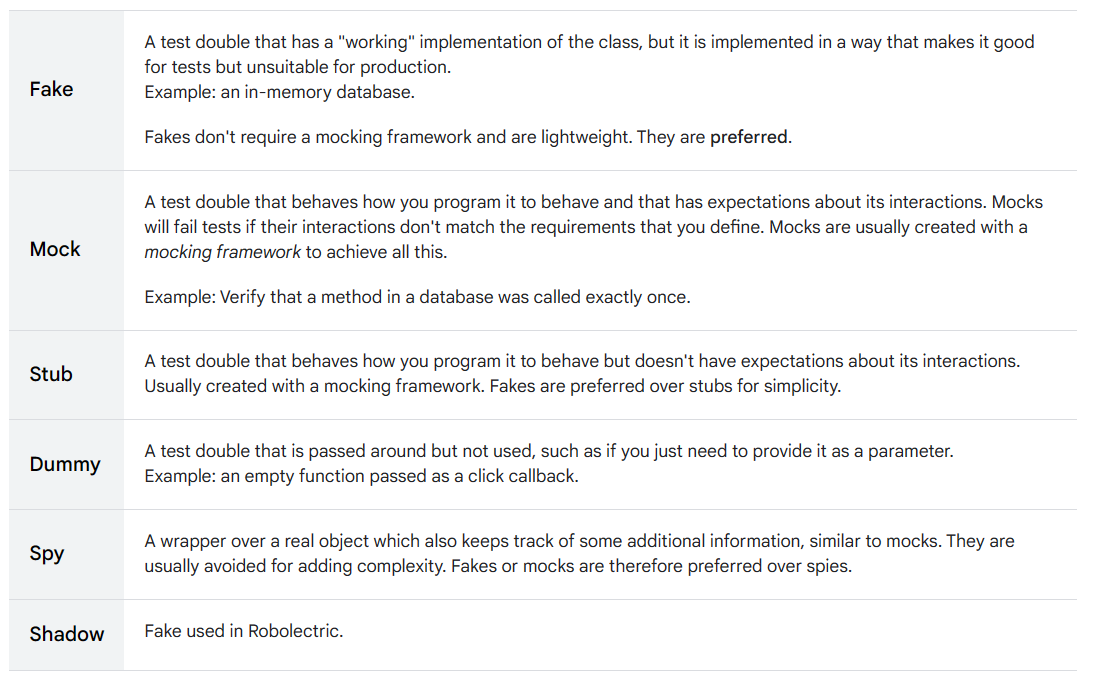 Fake
A test double that has a "working" implementation of the class, but it is implemented in a way that makes it good
for tests but unsuitable for production.
Example: an in-memory database.
Fakes don't require a mocking framework and are lightweight. They are preferred.
Mock
A test double that behaves how you program it to behave and that has expectations about its interactions. Mocks
will fail tests if their interactions don't match the requirements that you define. Mocks are usually created with a
mocking framework to achieve all this.
Example: Verify that a method in a database was called exactly once.
Stub
A test double that behaves how you program it to behave but doesn't have expectations about its interactions.
Usually created with a mocking framework. Fakes are preferred over stubs for simplicity.
Dummy
A test double that is passed around but not used, such as if you just need to provide it as a parameter.
Example: an empty function passed as a click callback.
Spy
A wrapper over a real object which also keeps track of some additional information, similar to mocks. They are
usually avoided for adding complexity. Fakes or mocks are therefore preferred over spies.
Shadow
Fake used in Robolectric.